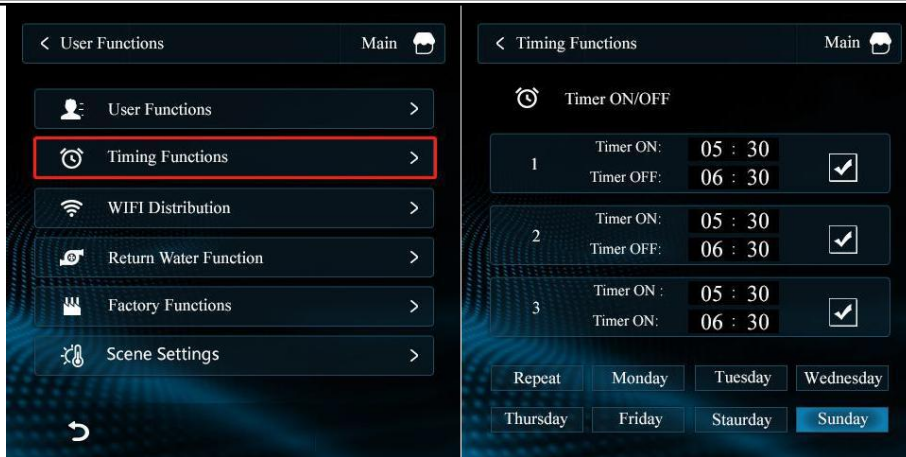 User Functions Main
User Functions
Timing Functions
WIFI Distribution
Return Water Function
Factory Functions
Scene Settings
Timing Functions Main
Timer ON/OFF
1
Timer ON: 05 : 30
Timer OFF: 06 : 30
2
Timer ON: 05 : 30
Timer OFF: 06 : 30
3
Timer ON : 05 : 30
Timer ON: 06 : 30
Repeat Monday Tuesday Wednesday
Thursday Friday Staurday Sunday